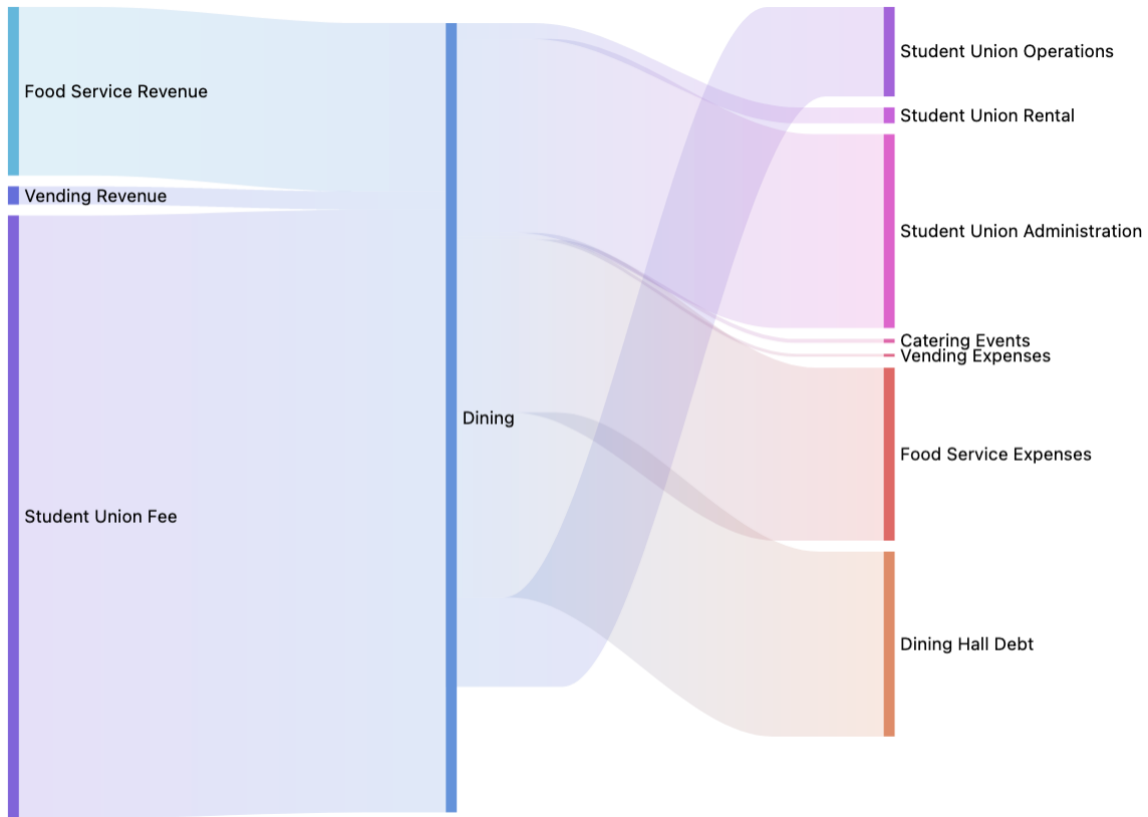 Food Service Revenue
Vending Revenue
Student Union Fee
Dining
Student Union Operations
Student Union Rental
Student Union Administration
Catering Events
Vending Expenses
Food Service Expenses
Dining Hall Debt